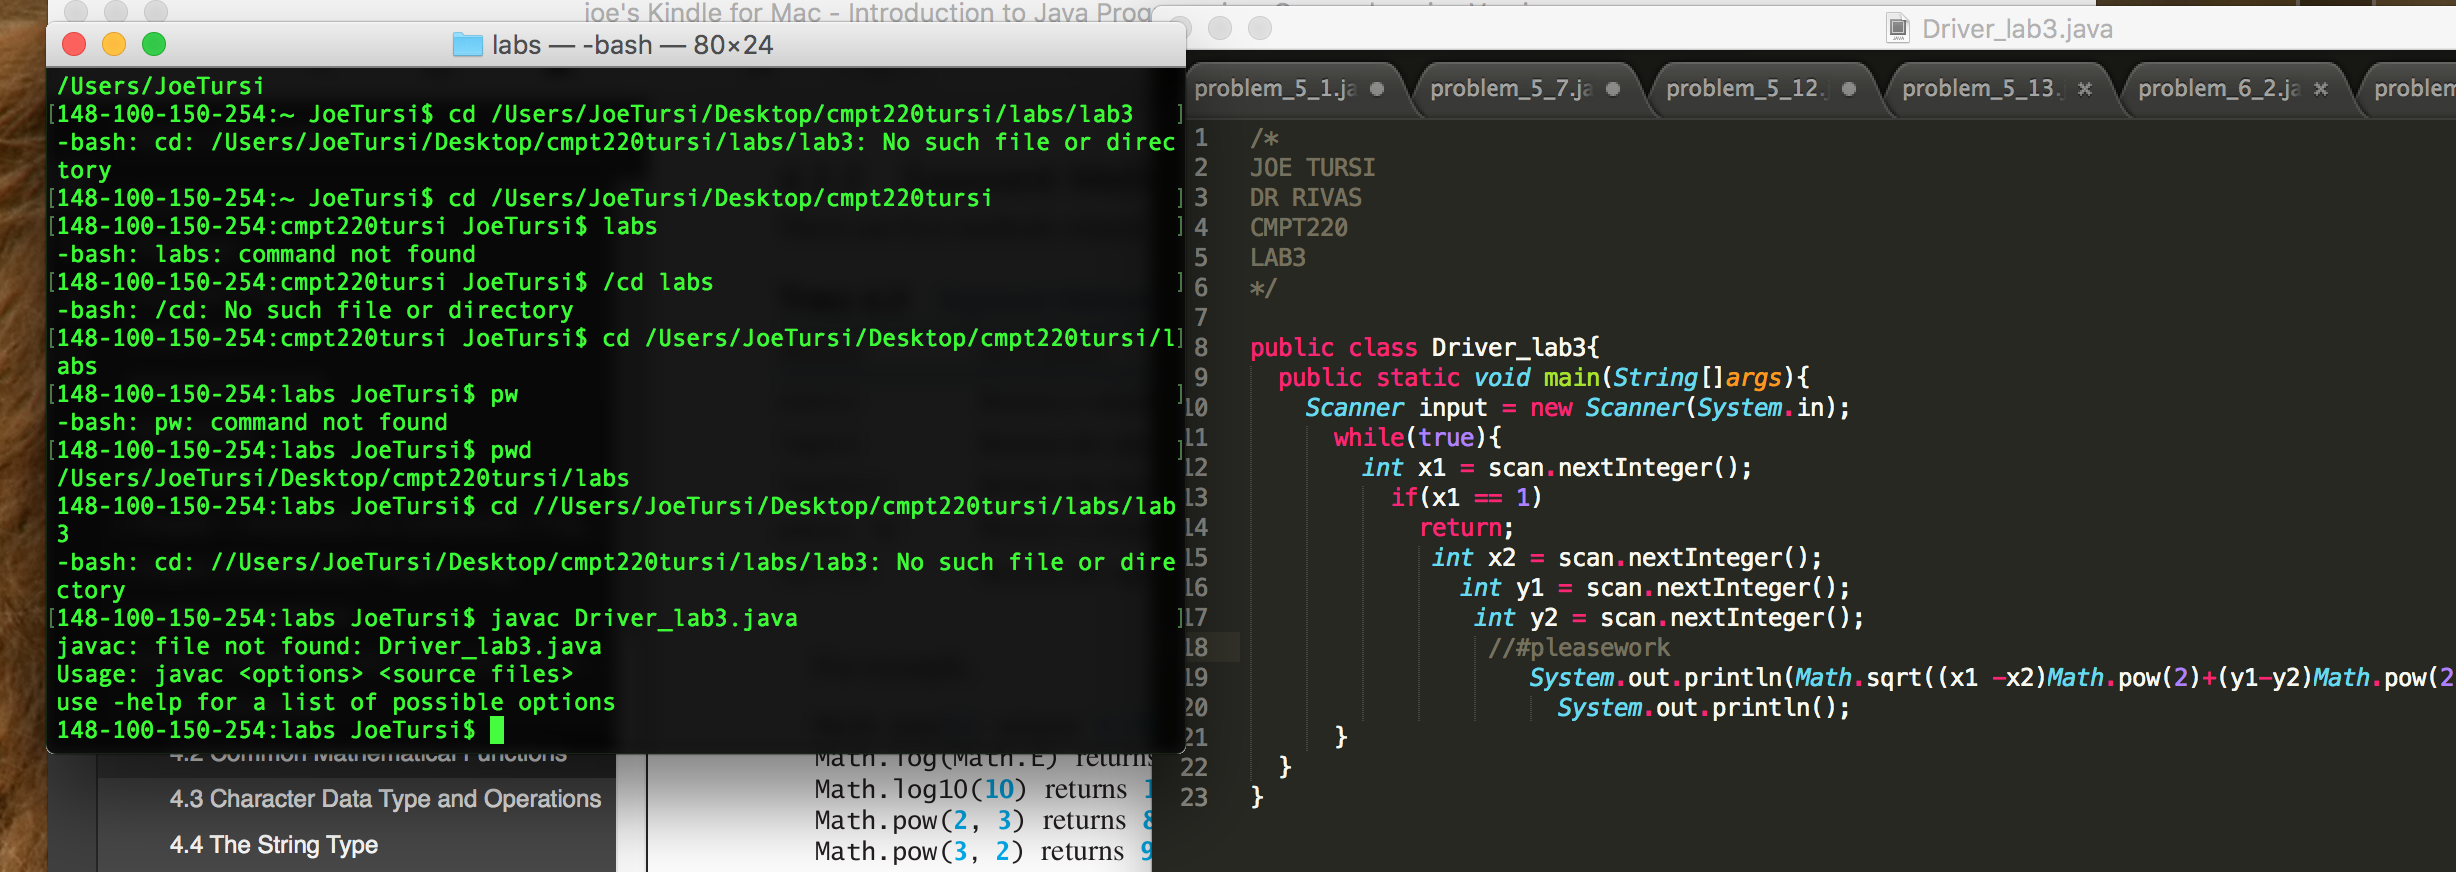 joe's Kindle for Mac - Introduction to Java
labs — -bash — 80×24
/Users/JoeTursi
[148-100-150-254:~ JoeTursi$ cd /Users/JoeTursi/Desktop/cmpt220tursi/labs/lab3 ]
-bash: cd: /Users/JoeTursi/Desktop/cmpt220tursi/labs/lab3: No such file or direc
tory
[148-100-150-254:~ JoeTursi$ cd /Users/JoeTursi/Desktop/cmpt220tursi ]
[148-100-150-254:cmpt220tursi JoeTursi$ labs ]
-bash: labs: command not found
[148-100-150-254:cmpt220tursi JoeTursi$ /cd labs ]
-bash: /cd: No such file or directory
[148-100-150-254:cmpt220tursi JoeTursi$ cd /Users/JoeTursi/Desktop/cmpt220tursi/l]
abs
[148-100-150-254:labs JoeTursi$ pw ]
-bash: pw: command not found
[148-100-150-254:labs JoeTursi$ pwd ]
/Users/JoeTursi/Desktop/cmpt220tursi/labs
148-100-150-254:labs JoeTursi$ cd //Users/JoeTursi/Desktop/cmpt220tursi/labs/lab
3
-bash: cd: //Users/JoeTursi/Desktop/cmpt220tursi/labs/lab3: No such file or dire
ctory
[148-100-150-254:labs JoeTursi$ javac Driver_lab3.java ]
javac: file not found: Driver_lab3.java
Usage: javac <options> <source files>
use -help for a list of possible options
148-100-150-254:labs JoeTursi$
4.2 Common Mathematical Functions
4.3 Character Data Type and Operations
4.4 The String Type
Math.log(Math.E) returns
Math.log10(10) returns 1
Math.pow(2, 3) returns 8
Math.pow(3, 2) returns 9
Driver_lab3.java
problem_5_1.ja problem_5_7.ja problem_5_12. problem_5_13. problem_6_2.ja problem
1 /*
2 JOE TURSI
3 DR RIVAS
4 CMPT220
5 LAB3
6 */
7
8 public class Driver_lab3{
9 public static void main(String[]args){
10 Scanner input = new Scanner(System.in);
11 while(true){
12 int x1 = scan.nextInteger();
13 if(x1 == 1)
14 return;
15 int x2 = scan.nextInteger();
16 int y1 = scan.nextInteger();
17 int y2 = scan.nextInteger();
18 //#pleasework
19 System.out.println(Math.sqrt((x1 -x2)Math.pow(2)+(y1-y2)Math.pow(2
20 System.out.println();
21 }
22 }
23 }